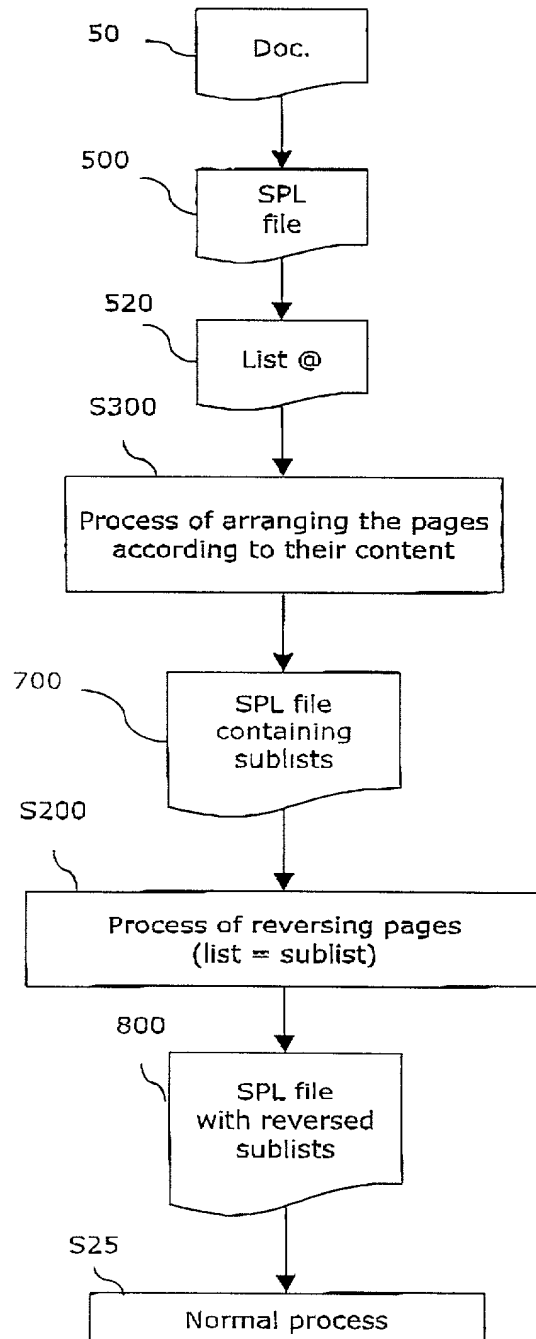 50
Doc.
500
SPL
file
520
List @
S300
Process of arranging the pages
according to their content
700
SPL file
containing
sublists
S200
Process of reversing pages
(list = sublist)
800
SPL file
with reversed
sublists
S25
Normal process